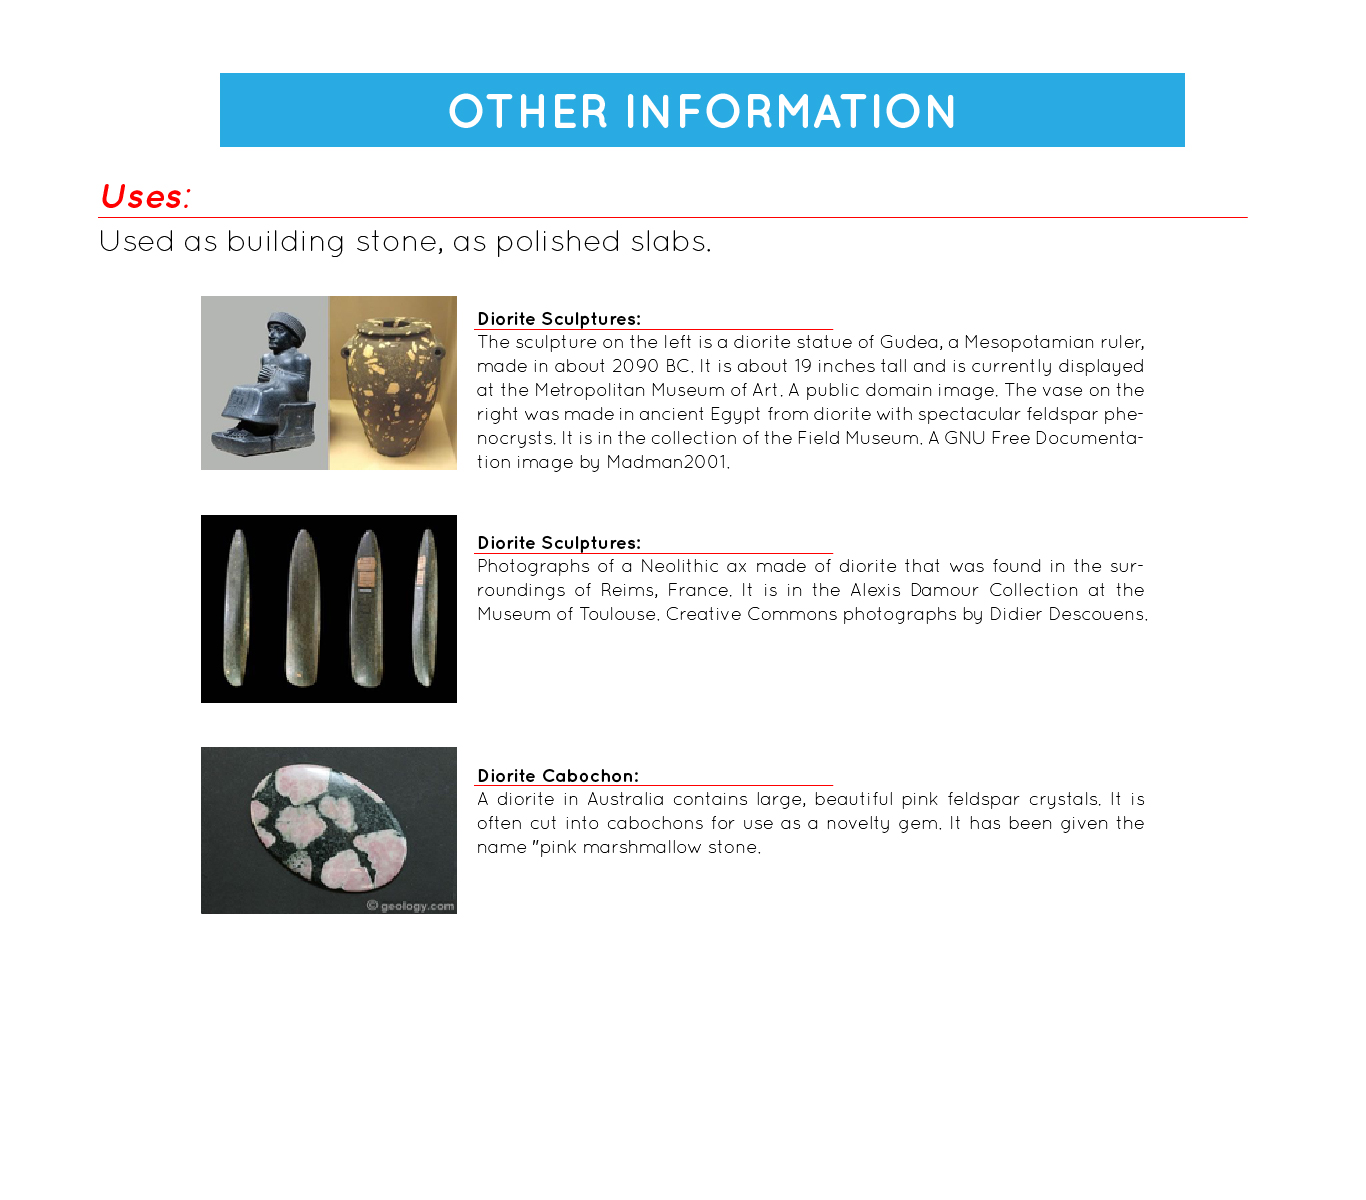 OTHER INFORMATION
Uses:
Used as building stone, as polished slabs.
Diorite Sculptures:
The sculpture on the left is a diorite statue of Gudea, a Mesopotamian ruler,
made in about 2090 BC. It is about 19 inches tall and is currently displayed
at the Metropolitan Museum of Art. A public domain image. The vase on the
right was made in ancient Egypt from diorite with spectacular feldspar phe-
nocrysts. It is in the collection of the Field Museum. A GNU Free Documenta-
tion image by Madman2001.
Diorite Sculptures:
Photographs of a Neolithic ax made of diorite that was found in the sur-
roundings of Reims, France. It is in the Alexis Damour Collection at the
Museum of Toulouse. Creative Commons photographs by Didier Descouens.
Diorite Cabochon:
A diorite in Australia contains large, beautiful pink feldspar crystals. It is
often cut into cabochons for use as a novelty gem. It has been given the
name "pink marshmallow stone.
© geology.com